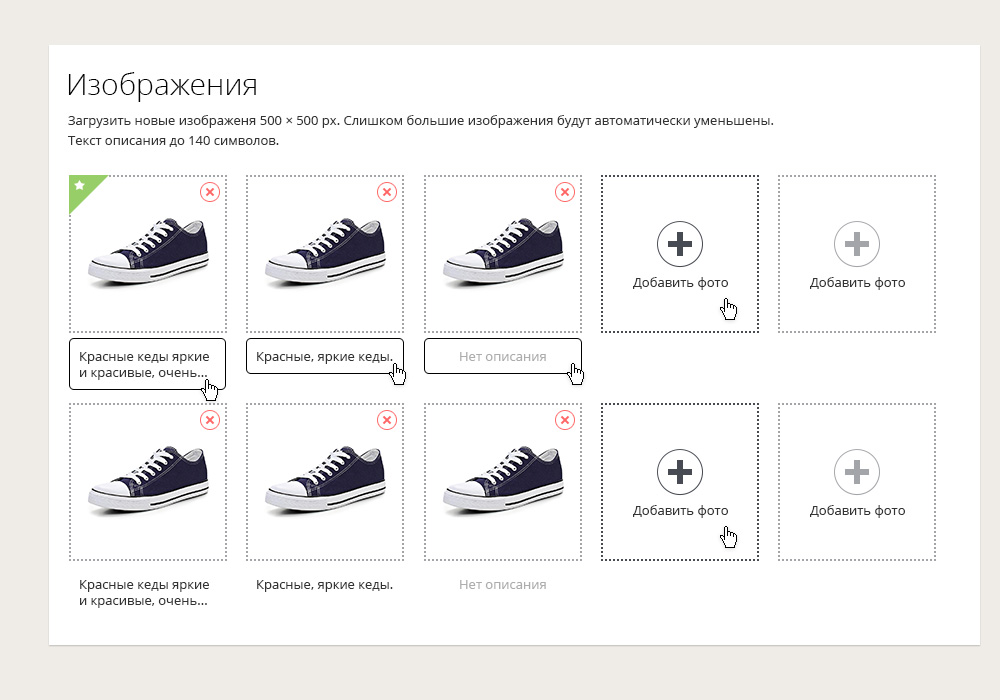 Изображения
Загрузить новые изображеня 500 × 500 px. Слишком большие изображения будут автоматически уменьшены.
Текст описания до 140 символов.
Добавить фото
Добавить фото
Красные кеды яркие
и красивые, очень...
Красные, яркие кеды.
Нет описания
Добавить фото
Добавить фото
Красные кеды яркие
и красивые, очень...
Красные, яркие кеды.
Нет описания